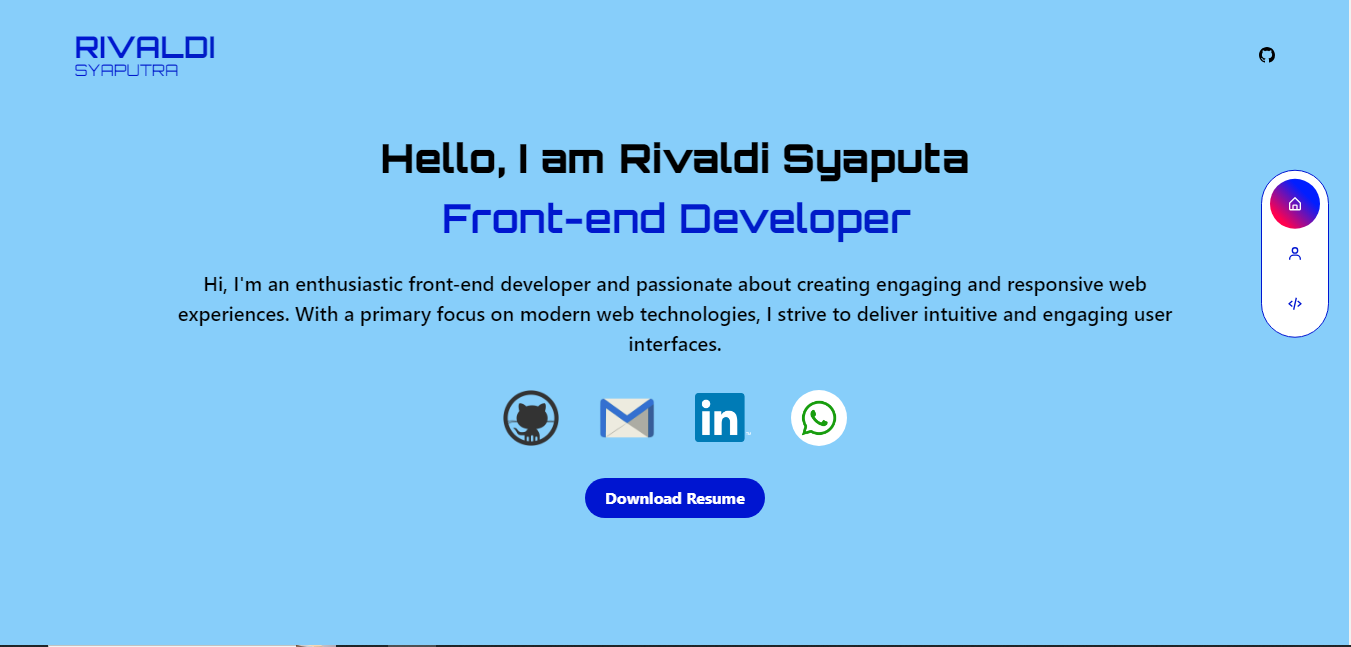 RIVALDI
SYAPUTRA
Hello, I am Rivaldi Syaputa
Front-end Developer
Hi, I'm an enthusiastic front-end developer and passionate about creating engaging and responsive web
experiences. With a primary focus on modern web technologies, I strive to deliver intuitive and engaging user
interfaces.
in
Download Resume